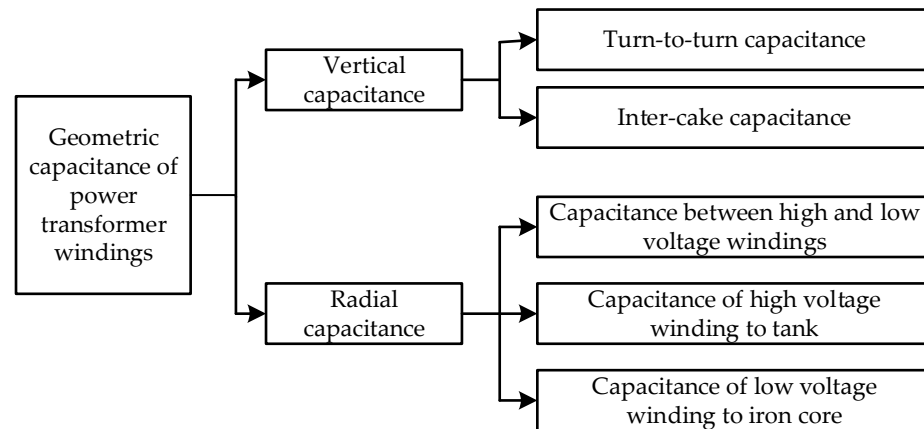 Geometric
capacitance of
power
transformer
windings
Vertical
capacitance
Turn-to-turn capacitance
Inter-cake capacitance
Radial
capacitance
Capacitance between high and low
voltage windings
Capacitance of high voltage
winding to tank
Capacitance of low voltage
winding to iron core